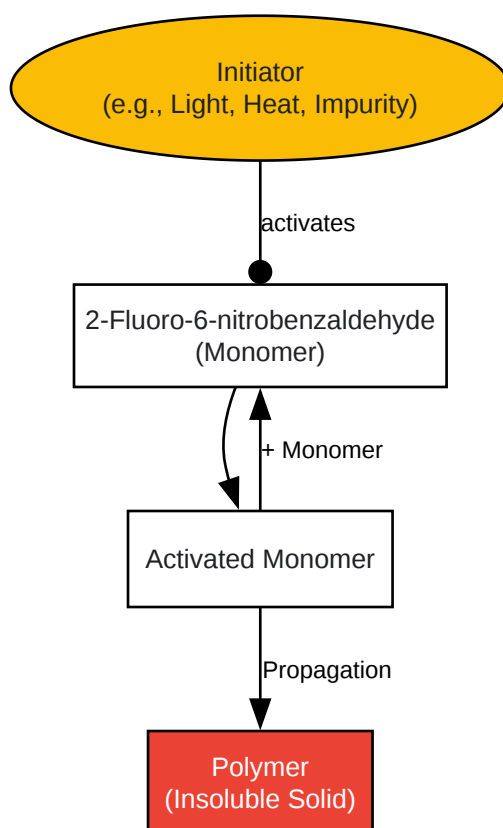 Initiator
(e.g., Light, Heat, Impurity)
activates
2-Fluoro-6-nitrobenzaldehyde
(Monomer)
+ Monomer
Activated Monomer
Propagation
Polymer
(Insoluble Solid)